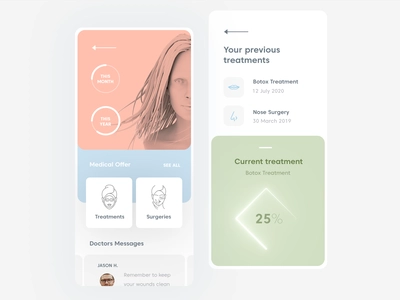 THIS
MONTH
THIS
YEAR
Medical Offer
SEE ALL
Treatments
Surgeries
Doctors Messages
JASON H.
Remember to keep
your wounds clean
Your previous
treatments
Botox Treatment
12 July 2020
Nose Surgery
20 March 2019
Current treatment
Botox Treatment
25%